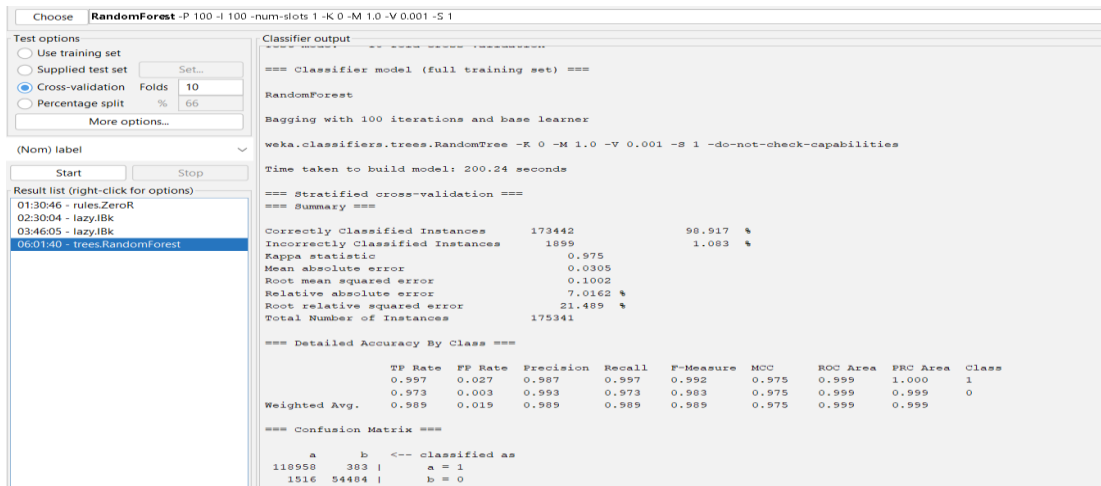 Choose RandomForest -P 100 -I 100 -num-slots 1 -K 0 -M 1.0 -V 0.001 -S 1
Test options
Use training set
Supplied test set Set...
Cross-validation Folds 10
Percentage split % 66
More options...
(Nom) label
Start Stop
Result list (right-click for options)
01:30:46 - rules.ZeroR
02:30:04 - lazy.IBk
03:46:05 - lazy.IBk
06:01:40 - trees.RandomForest
Classifier output
=== Classifier model (full training set) ===
RandomForest
Bagging with 100 iterations and base learner
weka.classifiers.trees.RandomTree -K 0 -M 1.0 -V 0.001 -S 1 -do-not-check-capabilities
Time taken to build model: 200.24 seconds
=== Stratified cross-validation ===
=== Summary ===
Correctly Classified Instances 173442 98.917 %
Incorrectly Classified Instances 1899 1.083 %
Kappa statistic 0.975
Mean absolute error 0.0305
Root mean squared error 0.1002
Relative absolute error 7.0162 %
Root relative squared error 21.489 %
Total Number of Instances 175341
=== Detailed Accuracy By Class ===
TP Rate FP Rate Precision Recall F-Measure MCC ROC Area PRC Area Class
0.997 0.027 0.987 0.997 0.992 0.975 0.999 1.000 1
0.973 0.003 0.993 0.973 0.983 0.975 0.999 0.999 0
Weighted Avg. 0.989 0.019 0.989 0.989 0.989 0.975 0.999 0.999
=== Confusion Matrix ===
a b <-- classified as
118958 383 | a = 1
1516 54484 | b = 0